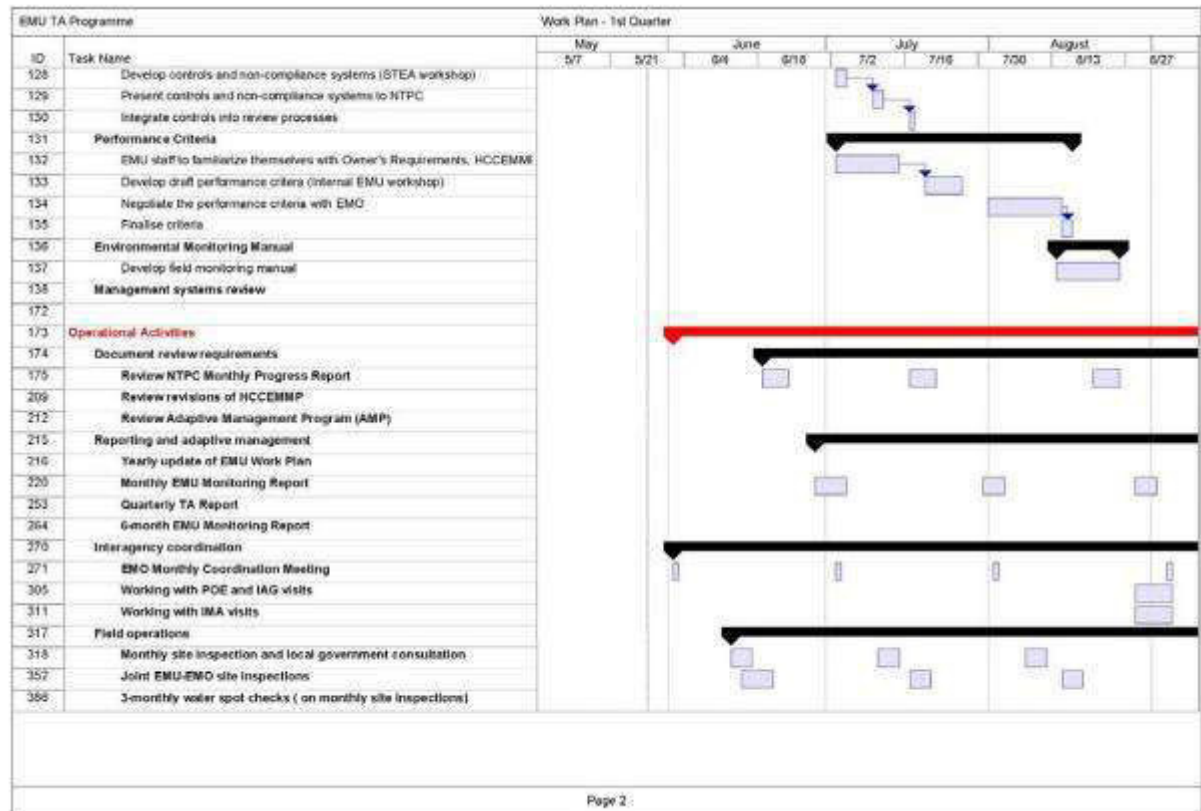 EMU TA Programme Work Plan - 1st Quarter
May June July August
ID Task Name 5/7 5/21 6/4 6/18 7/2 7/16 7/30 8/13 8/27
128 Develop controls and non-compliance systems (STEA workshop)
129 Present controls and non-compliance systems to NTPC
130 Integrate controls into review processes
131 Performance Criteria
132 EMU staff to familiarize themselves with Owner's Requirements, HCCEMMP
133 Develop draft performance critera (Internal EMU workshop)
134 Negotiate the performance criteria with EMO
135 Finalise criteria
136 Environmental Monitoring Manual
137 Develop field monitoring manual
138 Management systems review
172
173 Operational Activities
174 Document review requirements
175 Review NTPC Monthly Progress Report
209 Review revisions of HCCEMMP
212 Review Adaptive Management Program (AMP)
215 Reporting and adaptive management
216 Yearly update of EMU Work Plan
220 Monthly EMU Monitoring Report
253 Quarterly TA Report
264 6-month EMU Monitoring Report
270 Interagency coordination
271 EMO Monthly Coordination Meeting
305 Working with POE and IAG visits
311 Working with IMA visits
317 Field operations
318 Monthly site inspection and local government consultation
357 Joint EMU-EMO site inspections
388 3-monthly water spot checks ( on monthly site inspections)
Page 2